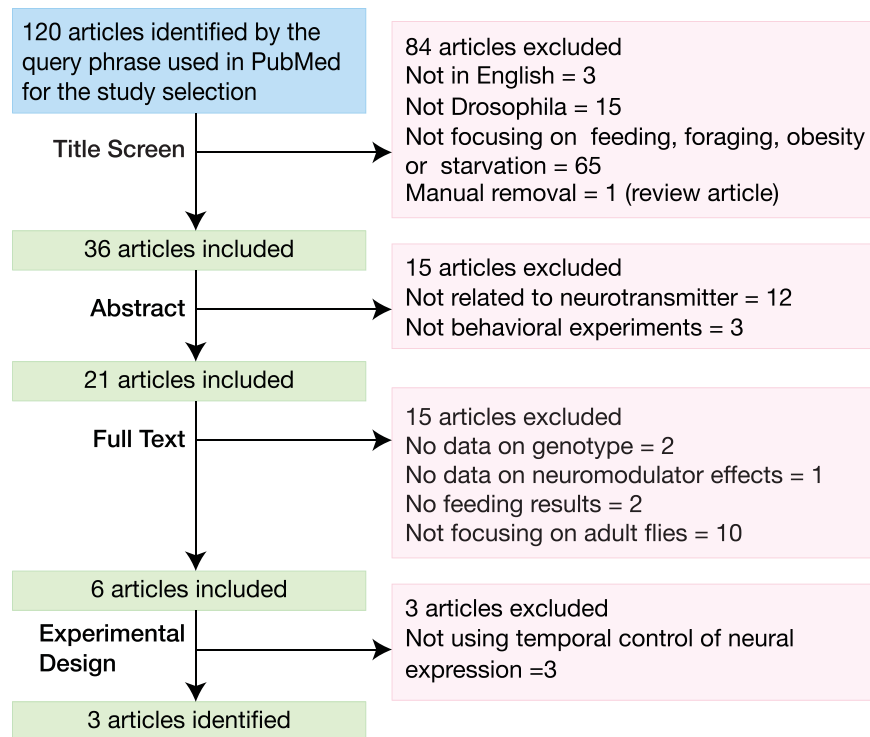 120 articles identified by the
query phrase used in PubMed
for the study selection
84 articles excluded
Not in English = 3
Not Drosophila = 15
Not focusing on feeding, foraging, obesity
or starvation = 65
Manual removal = 1 (review article)
Title Screen
36 articles included
15 articles excluded
Not related to neurotransmitter = 12
Not behavioral experiments = 3
Abstract
21 articles included
15 articles excluded
No data on genotype = 2
No data on neuromodulator effects = 1
No feeding results = 2
Not focusing on adult flies = 10
Full Text
6 articles included
3 articles excluded
Not using temporal control of neural
expression =3
Experimental
Design
3 articles identified